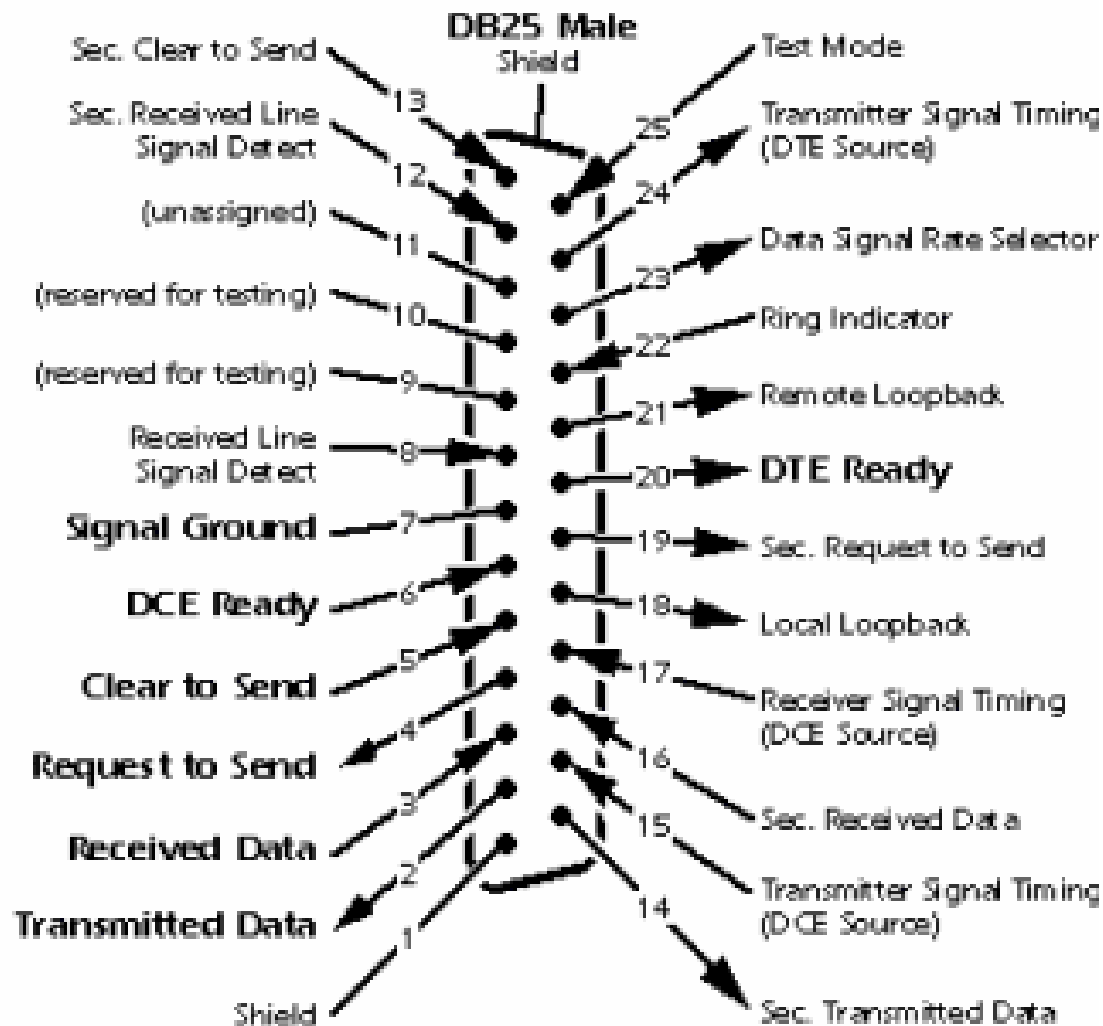 DB25 Male
Shield
Sec. Clear to Send
13
Sec. Received Line
Signal Detect
12
(unassigned)
11
(reserved for testing)
10
(reserved for testing)
9
Received Line
Signal Detect
8
Signal Ground
7
DCE Ready
6
Clear to Send
5
Request to Send
4
Received Data
3
Transmitted Data
2
Shield
1
Test Mode
25
Transmitter Signal Timing
(DTE Source)
24
Data Signal Rate Selector
23
Ring Indicator
22
Remote Loopback
21
DTE Ready
20
Sec. Request to Send
19
Local Loopback
18
Receiver Signal Timing
(DCE Source)
17
Sec. Received Data
16
Transmitter Signal Timing
(DCE Source)
15
Sec. Transmitted Data
14